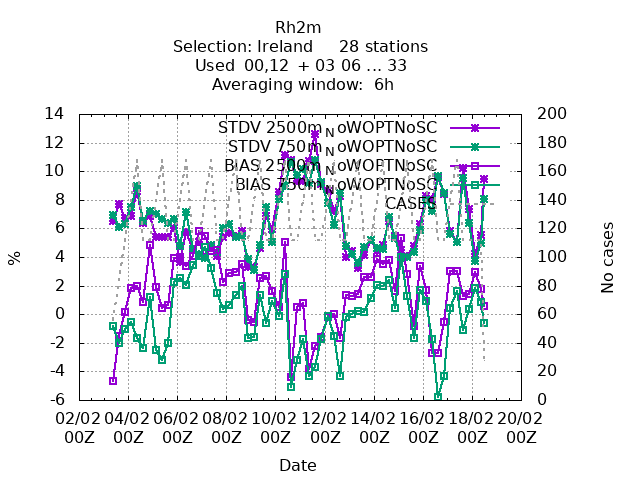 Rh2m
Selection: Ireland 28 stations
Used 00,12 + 03 06 ... 33
Averaging window: 6h
14
12
10
8
6
4
2
0
-2
-4
-6
%
STDV 2500m NoWOPTNoSC
STDV 750m NoWOPTNoSC
BIAS 2500m NoWOPTNoSC
BIAS 750m NoWOPTNoSC
CASES
200
180
160
140
120
100
80
60
40
20
0
No cases
02/02 04/02 06/02 08/02 10/02 12/02 14/02 16/02 18/02 20/02
00Z 00Z 00Z 00Z 00Z 00Z 00Z 00Z 00Z 00Z
Date